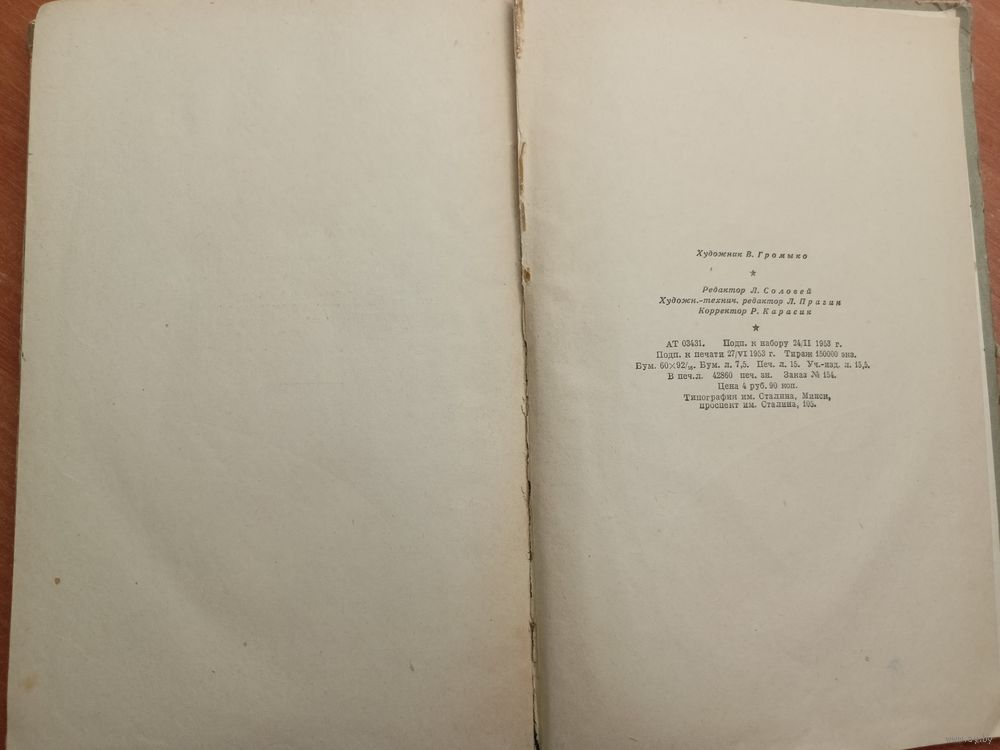 Художник В. Громыко
★
Редактор Л. Соловей
Художн.-технич. редактор Л. Прагин
Корректор Р. Карасик
★
АТ 03431. Подп. к набору 24/II 1953 г.
Подп. к печати 27/VI 1953 г. Тираж 150000 экз.
Бум. 60×92/₁₆. Бум. л. 7,5. Печ. л. 15. Уч.-изд. л. 15,5.
В печ.л. 42860 печ. зн. Заказ № 154.
Цена 4 руб. 90 коп.
Типография им. Сталина, Минск,
проспект им. Сталина, 105.